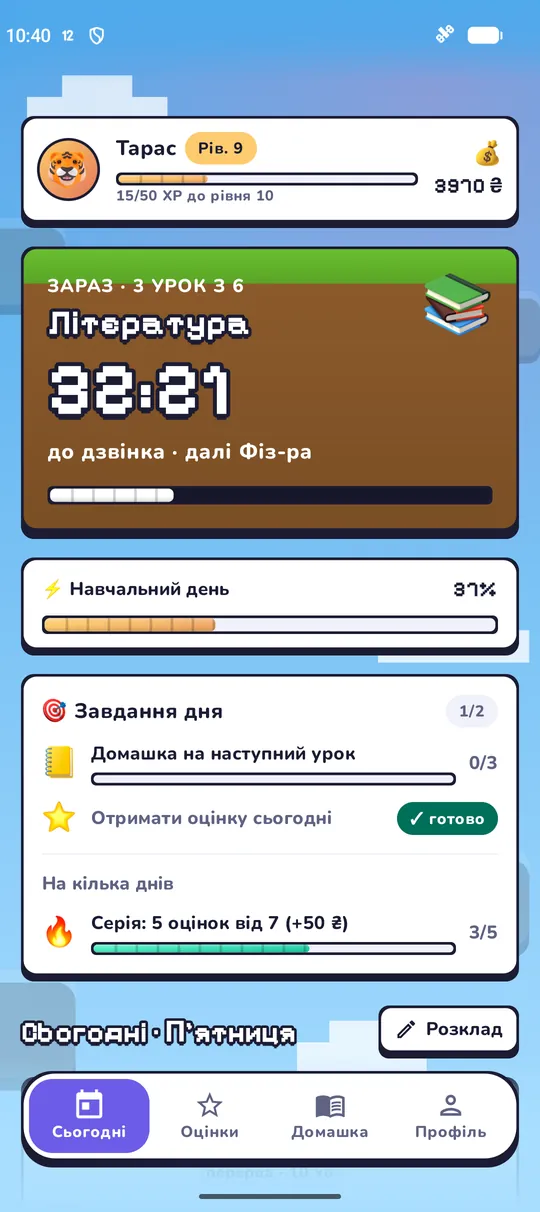 10:40 12
Тарас Рів. 9
15/50 XP до рівня 10
3970 ₴
ЗАРАЗ · 3 УРОК З 6
Література
32:21
до дзвінка · далі Фіз-ра
Навчальний день 37%
Завдання дня 1/2
Домашка на наступний урок 0/3
Отримати оцінку сьогодні ✓ готово
На кілька днів
Серія: 5 оцінок від 7 (+50 ₴) 3/5
Сьогодні · П'ятниця
Розклад
Сьогодні Оцінки Домашка Профіль